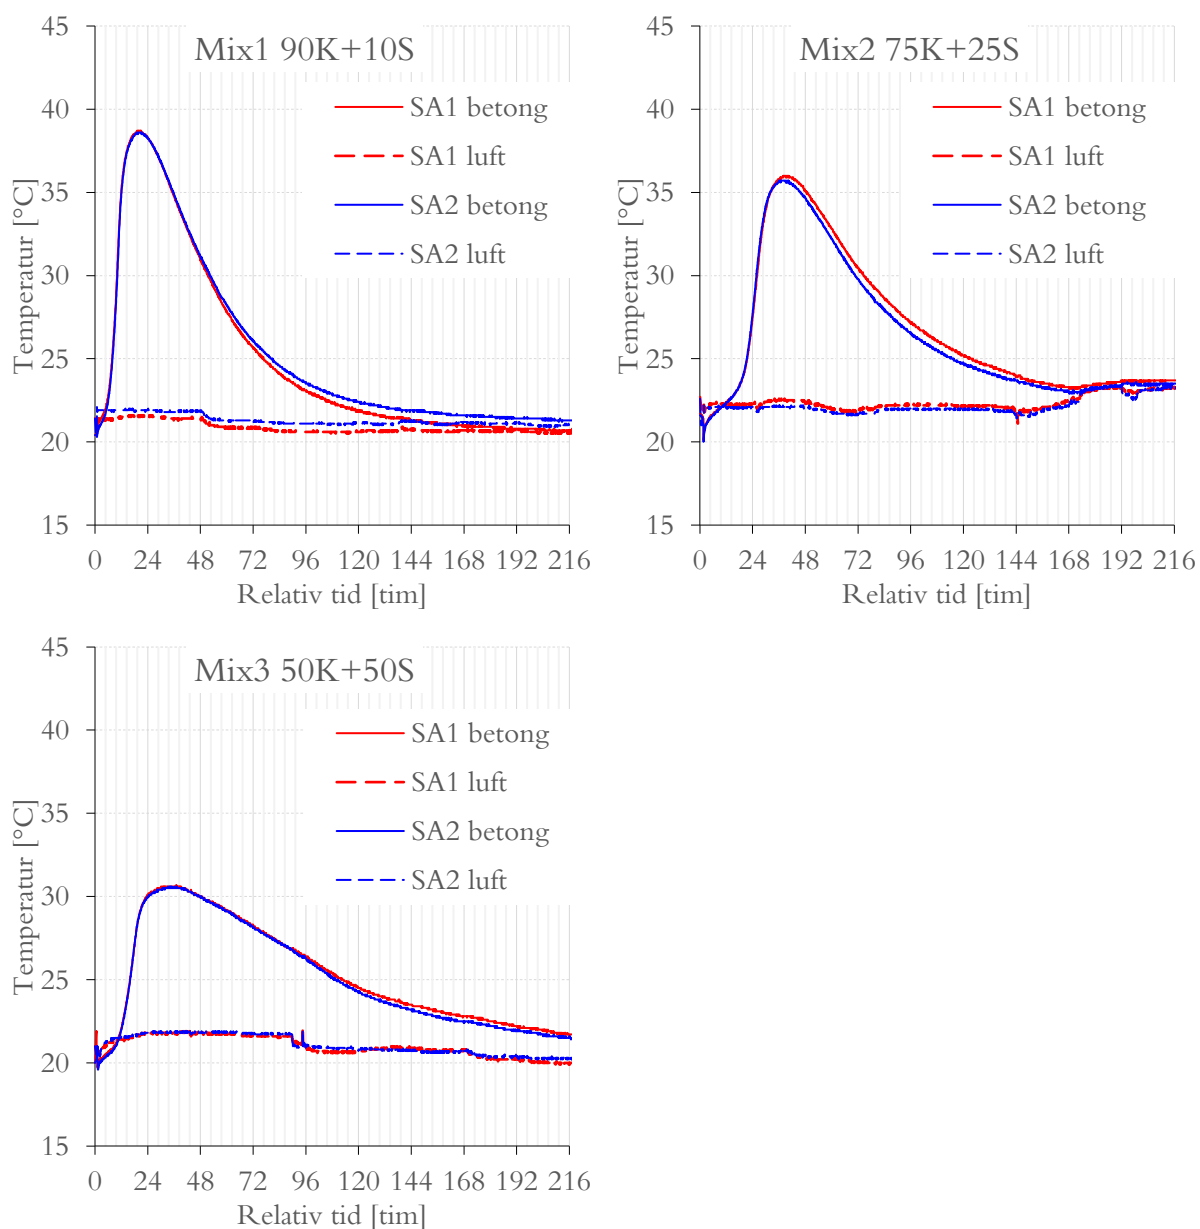 Mix1 90K+10S
SA1 betong
SA1 luft
SA2 betong
SA2 luft
Temperatur [°C]
45
40
35
30
25
20
15
0 24 48 72 96 120 144 168 192 216
Relativ tid [tim]
Mix2 75K+25S
SA1 betong
SA1 luft
SA2 betong
SA2 luft
Temperatur [°C]
45
40
35
30
25
20
15
0 24 48 72 96 120 144 168 192 216
Relativ tid [tim]
Mix3 50K+50S
SA1 betong
SA1 luft
SA2 betong
SA2 luft
Temperatur [°C]
45
40
35
30
25
20
15
0 24 48 72 96 120 144 168 192 216
Relativ tid [tim]